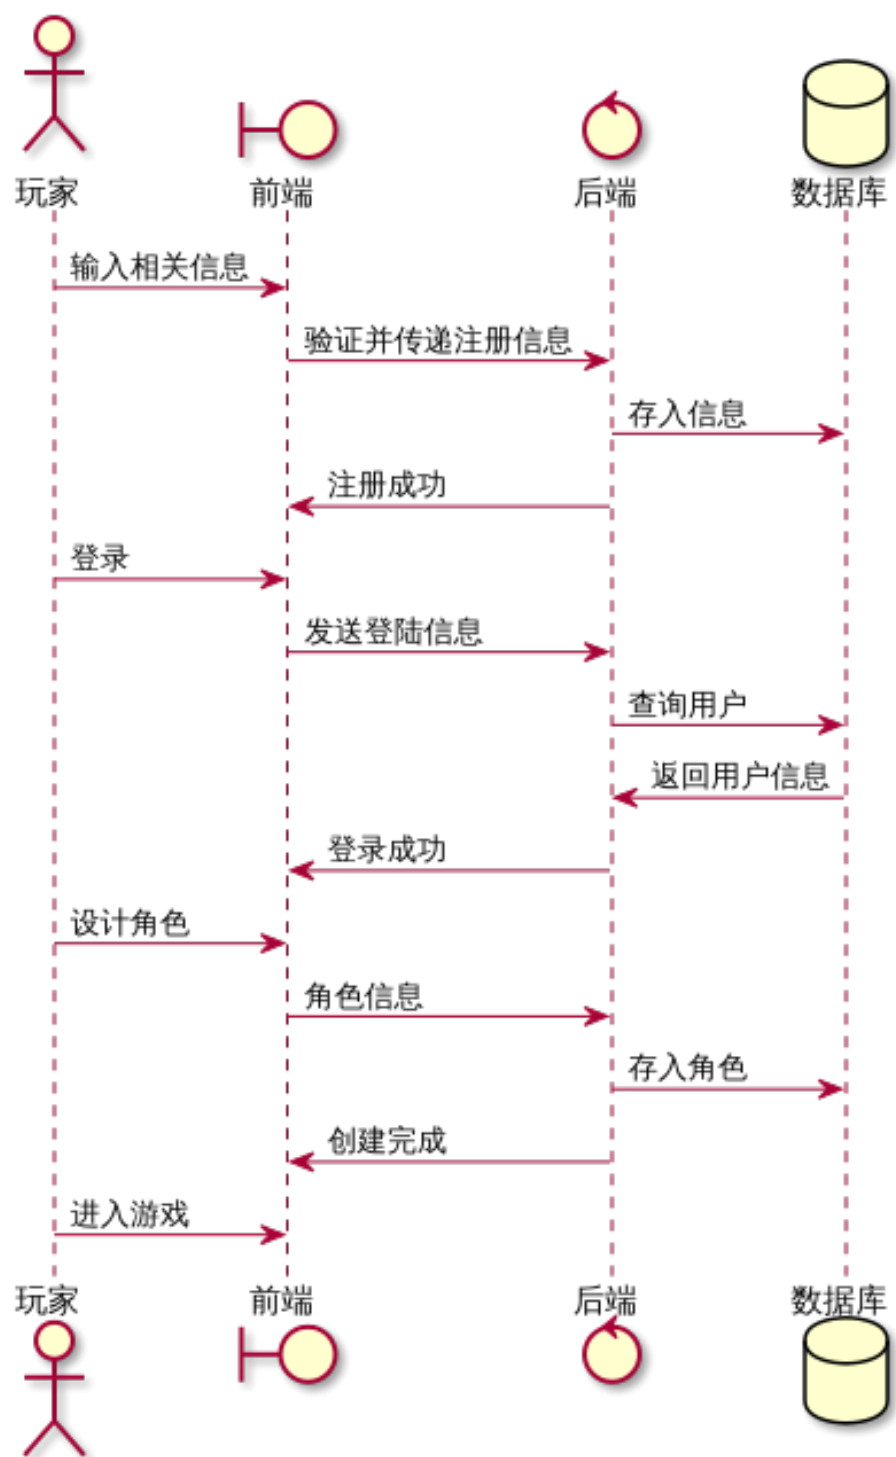 玩家 前端 后端 数据库
输入相关信息
验证并传递注册信息
存入信息
注册成功
登录
发送登陆信息
查询用户
返回用户信息
登录成功
设计角色
角色信息
存入角色
创建完成
进入游戏
玩家 前端 后端 数据库